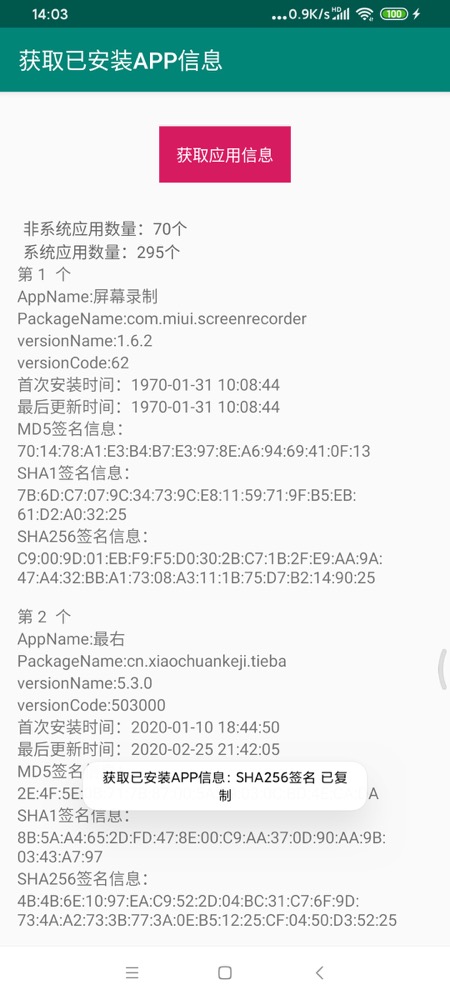 14:03
...0.9K/s HD 100
获取已安装APP信息
获取应用信息
非系统应用数量：70个
系统应用数量：295个
第 1 个
AppName:屏幕录制
PackageName:com.miui.screenrecorder
versionName:1.6.2
versionCode:62
首次安装时间：1970-01-31 10:08:44
最后更新时间：1970-01-31 10:08:44
MD5签名信息：
70:14:78:A1:E3:B4:B7:E3:97:8E:A6:94:69:41:0F:13
SHA1签名信息：
7B:6D:C7:07:9C:34:73:9C:E8:11:59:71:9F:B5:EB:
61:D2:A0:32:25
SHA256签名信息：
C9:00:9D:01:EB:F9:F5:D0:30:2B:C7:1B:2F:E9:AA:9A:
47:A4:32:BB:A1:73:08:A3:11:1B:75:D7:B2:14:90:25
第 2 个
AppName:最右
PackageName:cn.xiaochuankeji.tieba
versionName:5.3.0
versionCode:503000
首次安装时间：2020-01-10 18:44:50
最后更新时间：2020-02-25 21:42:05
MD5签名
获取已安装APP信息：SHA256签名 已复
制
2E:4F:5E:
SHA1签名信息：
8B:5A:A4:65:2D:FD:47:8E:00:C9:AA:37:0D:90:AA:9B:
03:43:A7:97
SHA256签名信息：
4B:4B:6E:10:97:EA:C9:52:2D:04:BC:31:C7:6F:9D:
73:4A:A2:73:3B:77:3A:0E:B5:12:25:CF:04:50:D3:52:25